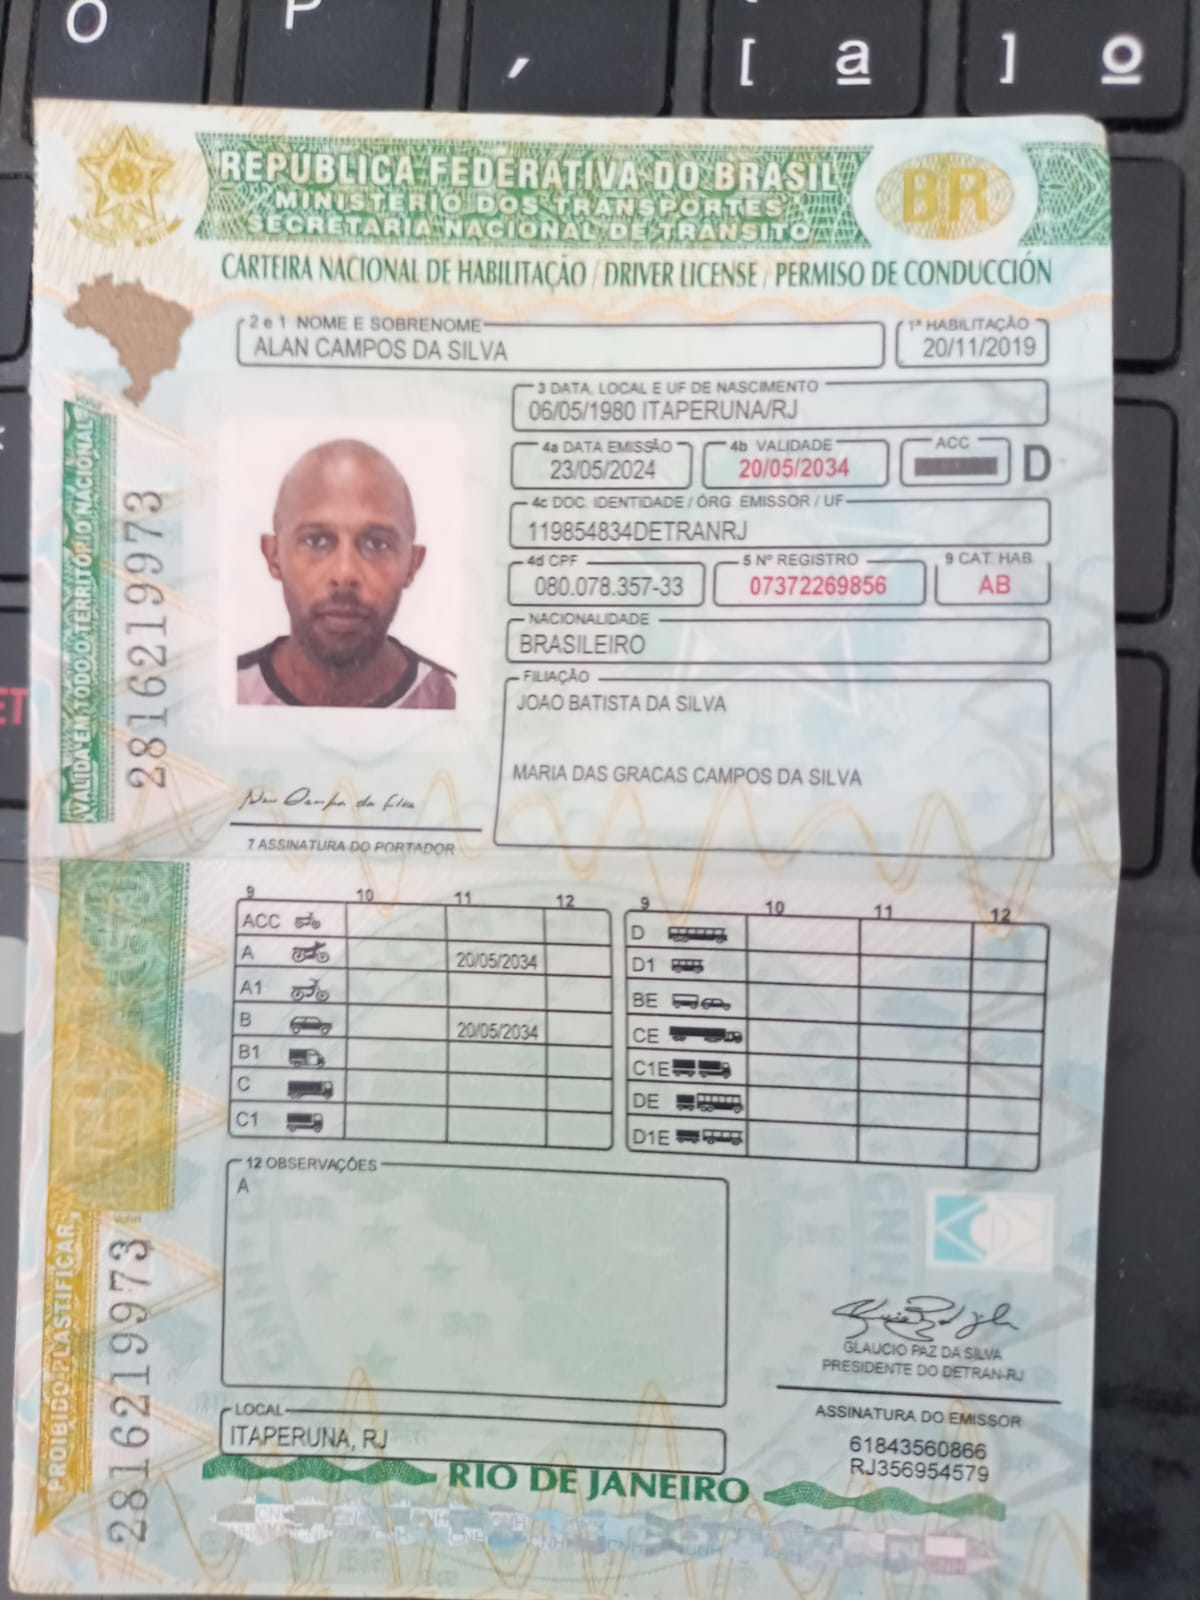 O P , [ a ] o
REPÚBLICA FEDERATIVA DO BRASIL
MINISTÉRIO DOS TRANSPORTES
SECRETARIA NACIONAL DE TRÂNSITO
BR
CARTEIRA NACIONAL DE HABILITAÇÃO / DRIVER LICENSE / PERMISO DE CONDUCCIÓN
2 e 1 NOME E SOBRENOME
ALAN CAMPOS DA SILVA
1ª HABILITAÇÃO
20/11/2019
3 DATA, LOCAL E UF DE NASCIMENTO
06/05/1980 ITAPERUNA/RJ
4a DATA EMISSÃO
23/05/2024
4b VALIDADE
20/05/2034
ACC
D
4c DOC. IDENTIDADE / ÓRG. EMISSOR / UF
119854834DETRANRJ
4d CPF
080.078.357-33
5 Nº REGISTRO
07372269856
9 CAT. HAB.
AB
NACIONALIDADE
BRASILEIRO
FILIAÇÃO
JOAO BATISTA DA SILVA
MARIA DAS GRACAS CAMPOS DA SILVA
VÁLIDA EM TODO O TERRITÓRIO NACIONAL
2816219973
Alan Campos da Silva
7 ASSINATURA DO PORTADOR
9 10 11 12
ACC
A 20/05/2034
A1
B 20/05/2034
B1
C
C1
9 10 11 12
D
D1
BE
CE
C1E
DE
D1E
12 OBSERVAÇÕES
A
PROIBIDO PLASTIFICAR
2816219973
GLAUCIO PAZ DA SILVA
PRESIDENTE DO DETRAN-RJ
ASSINATURA DO EMISSOR
61843560866
RJ356954579
LOCAL
ITAPERUNA, RJ
RIO DE JANEIRO